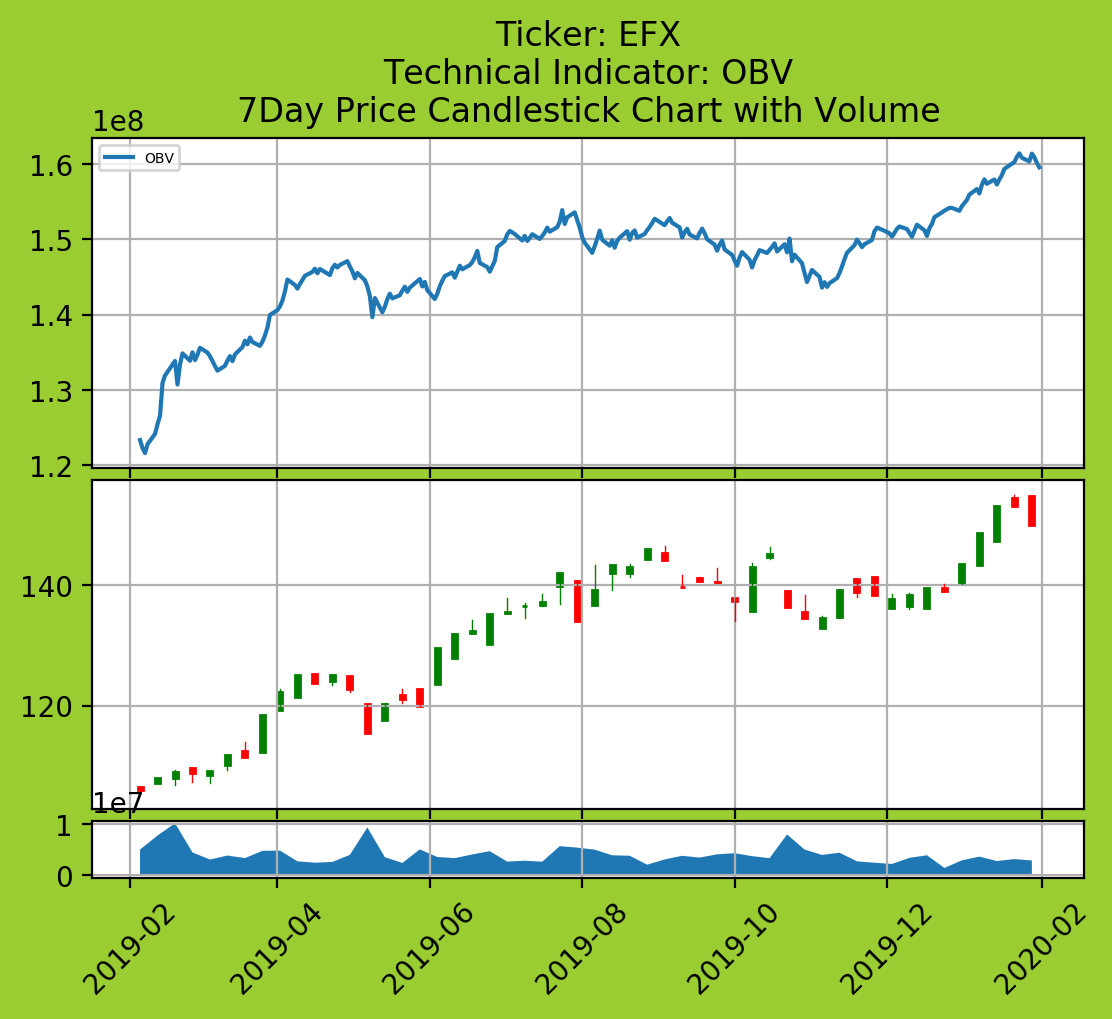 Ticker: EFX
Technical Indicator: OBV
7Day Price Candlestick Chart with Volume
1e8
OBV
1.6
1.5
1.4
1.3
1.2
140
120
1e7
1
0
2019-02
2019-04
2019-06
2019-08
2019-10
2019-12
2020-02